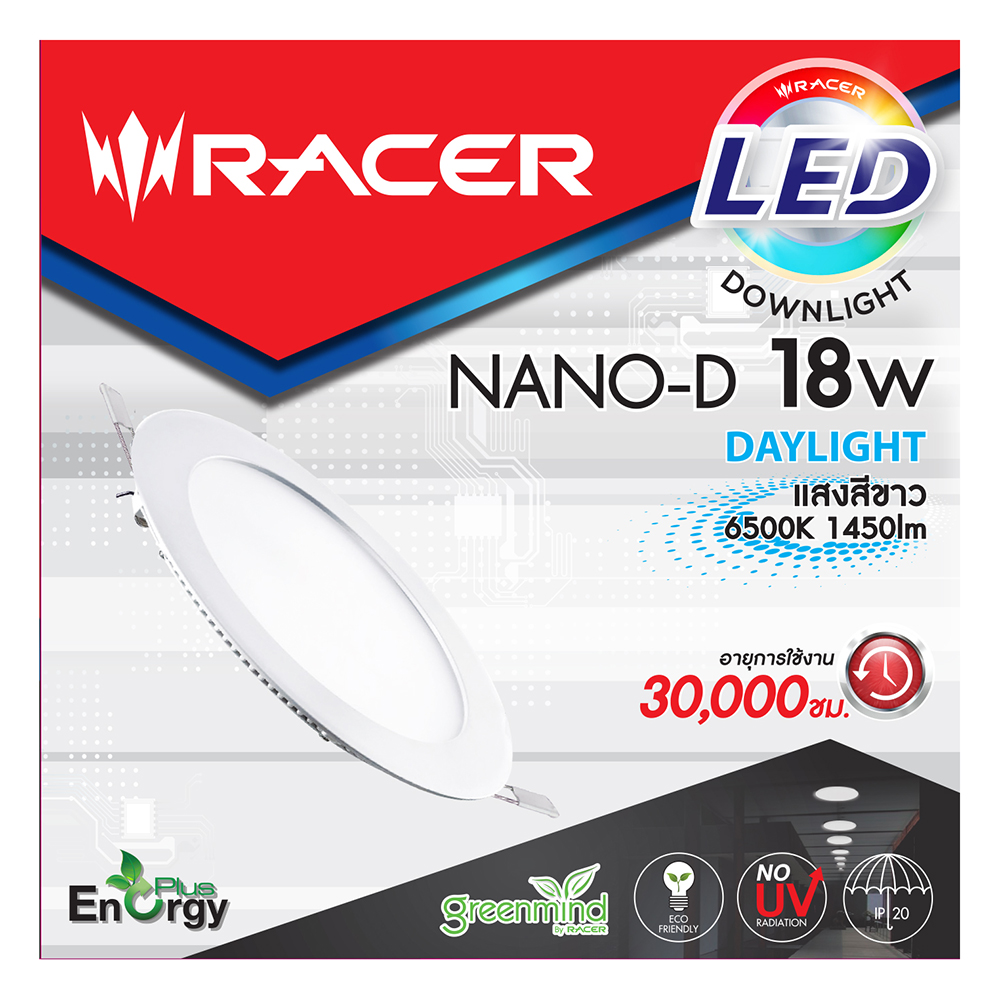 RACER
RACER
LED
DOWNLIGHT
NANO-D 18W
DAYLIGHT
แสงสีขาว
6500K 1450lm
อายุการใช้งาน
30,000ชม.
Plus
Energy
greenmind
By RACER
ECO
FRIENDLY
NO
UV
RADIATION
IP 20